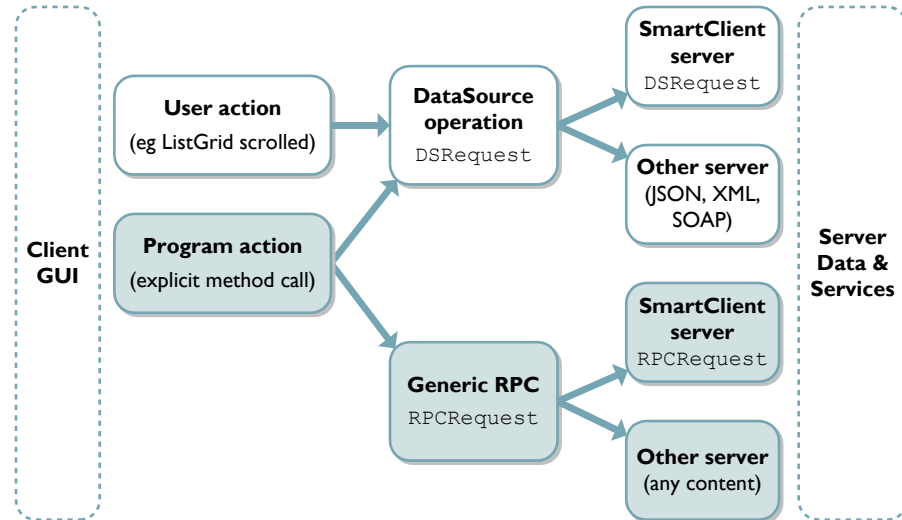 Client
GUI
User action
(eg ListGrid scrolled)
Program action
(explicit method call)
DataSource
operation
DSRequest
Generic RPC
RPCRequest
SmartClient
server
DSRequest
Other server
(JSON, XML,
SOAP)
SmartClient
server
RPCRequest
Other server
(any content)
Server
Data &
Services